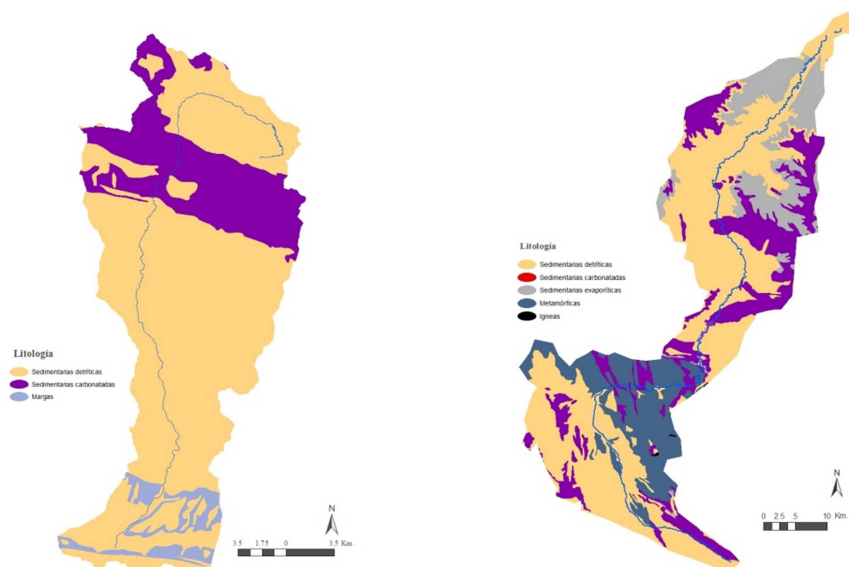 Litología
Sedimentarias detríticas
Sedimentarias carbonatadas
Margas
N
3.5 1.75 0 3.5 Km.
Litología
Sedimentarias detríticas
Sedimentarias carbonatadas
Sedimentarias evaporíticas
Metamórficas
Igneas
N
0 2.5 5 10 Km.